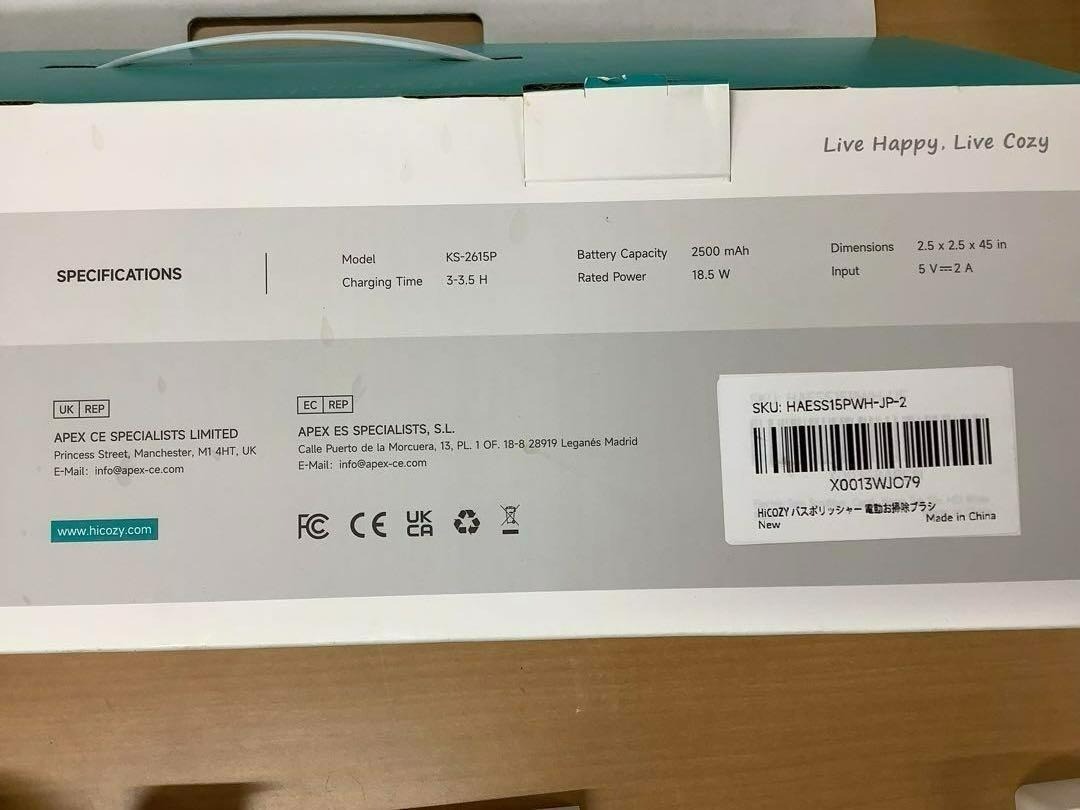 Live Happy, Live Cozy
SPECIFICATIONS
Model KS-2615P
Charging Time 3-3.5 H
Battery Capacity 2500 mAh
Rated Power 18.5 W
Dimensions 2.5 x 2.5 x 45 in
Input 5 V⎓2 A
UK REP
APEX CE SPECIALISTS LIMITED
Princess Street, Manchester, M1 4HT, UK
E-Mail: info@apex-ce.com
EC REP
APEX ES SPECIALISTS, S.L.
Calle Puerto de la Morcuera, 13, PL. 1 OF. 18-8 28919 Leganés Madrid
E-Mail: info@apex-ce.com
www.hicozy.com
FC CE UK CA
SKU: HAESS15PWH-JP-2
X0013WJO79
HiCOZY バスポリッシャー 電動お掃除ブラシ
New
Made in China